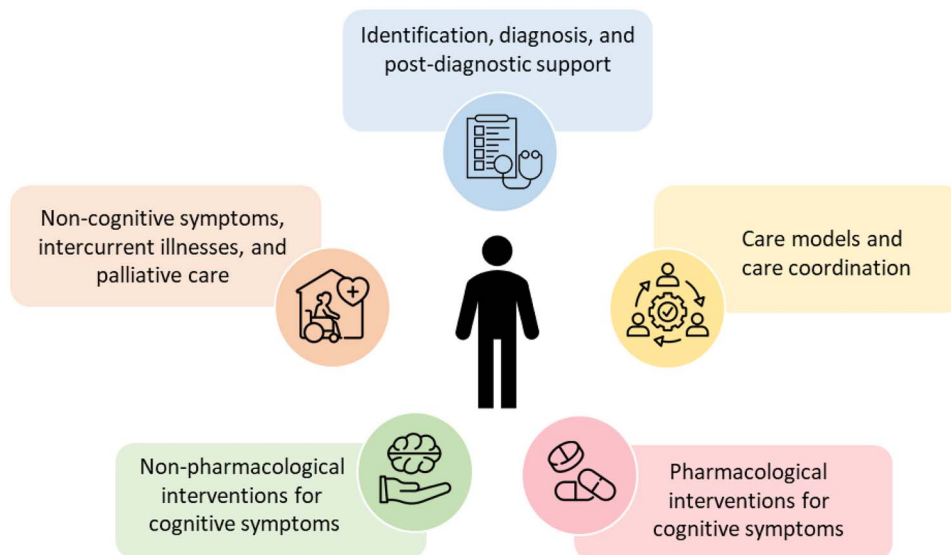 Identification, diagnosis, and
post-diagnostic support
Non-cognitive symptoms,
intercurrent illnesses, and
palliative care
Care models and
care coordination
Non-pharmacological
interventions for
cognitive symptoms
Pharmacological
interventions for
cognitive symptoms